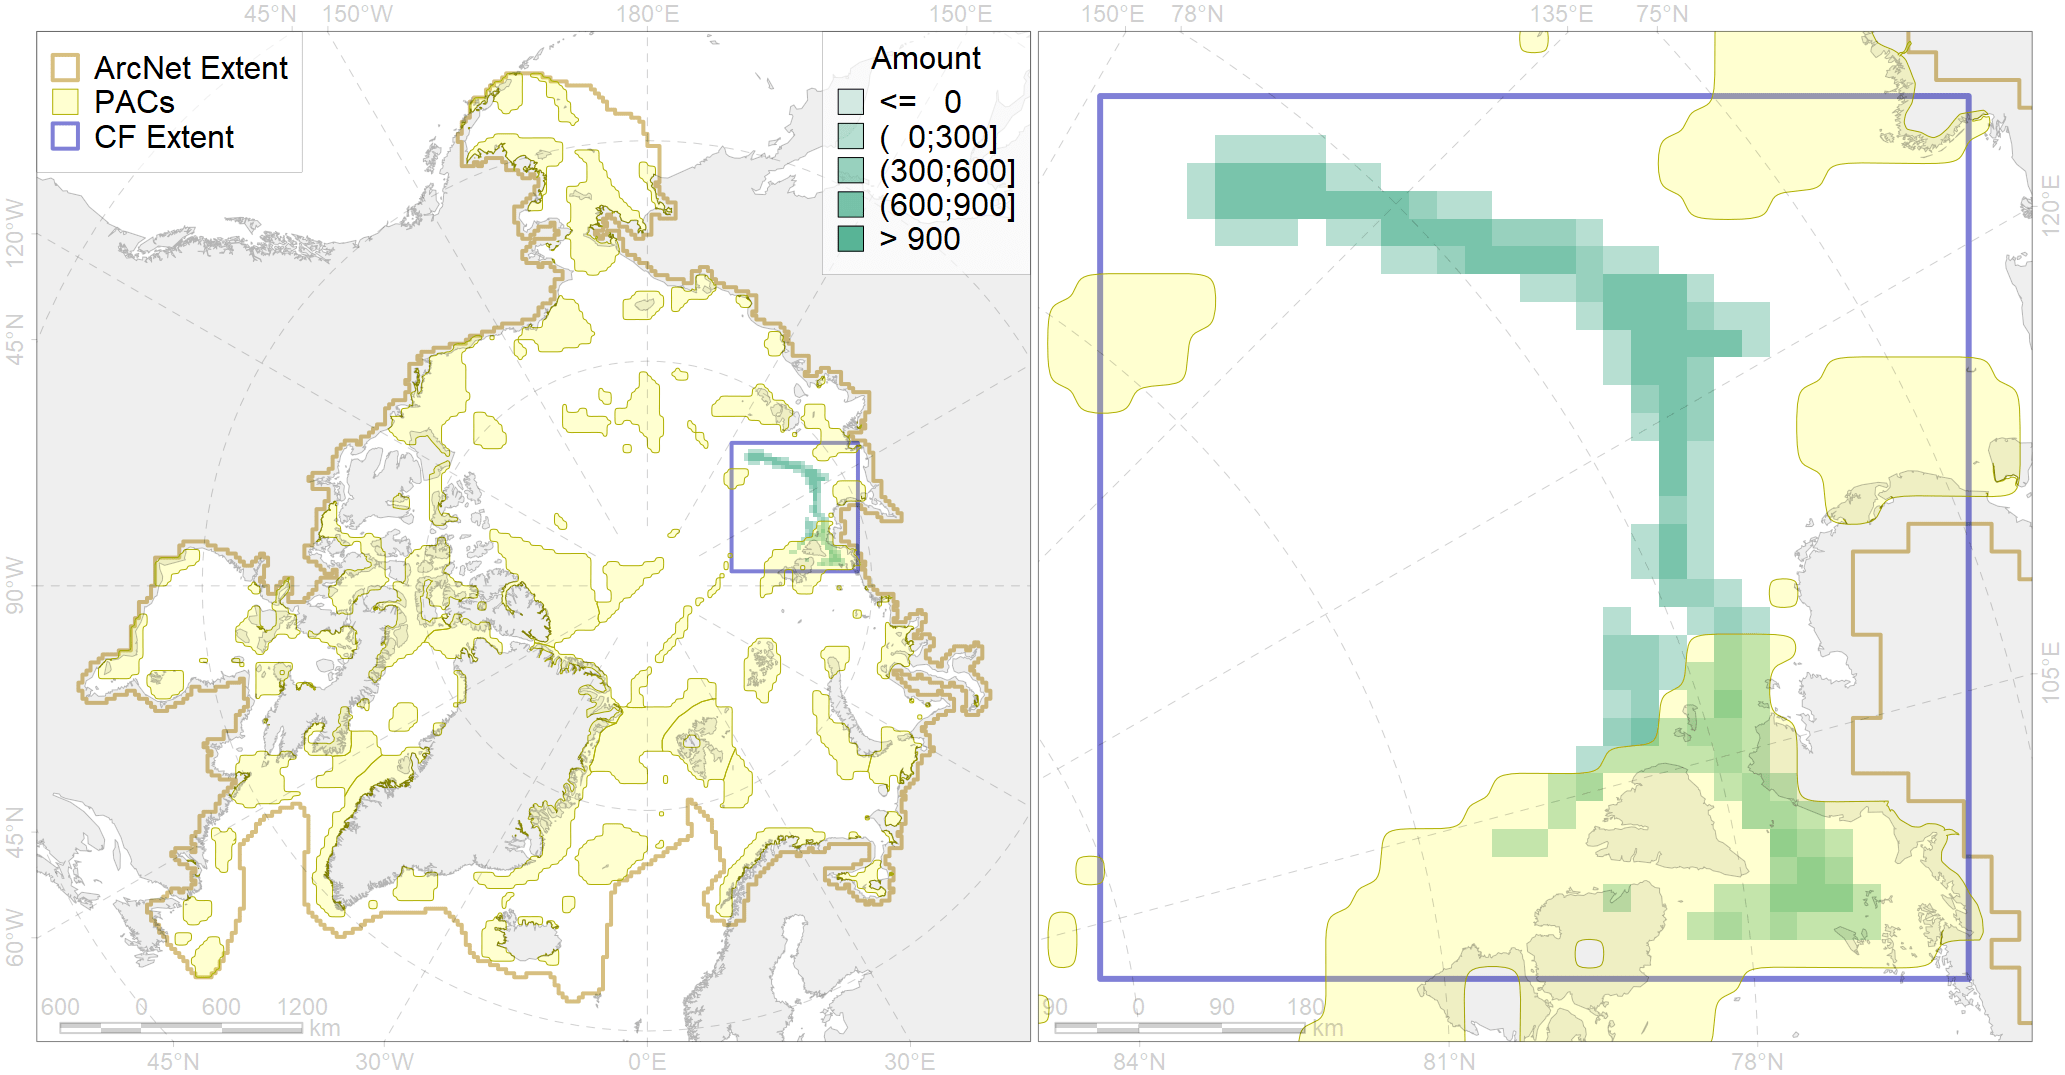 45°N 150°W 180°E 150°E 150°E 78°N 135°E 75°N
ArcNet Extent
PACs
CF Extent
Amount
<= 0
( 0;300]
(300;600]
(600;900]
> 900
120°W
45°N
90°W
45°N
60°W
120°E
105°E
600 0 600 1200
km
90 0 90 180
km
45°N 30°W 0°E 30°E 84°N 81°N 78°N